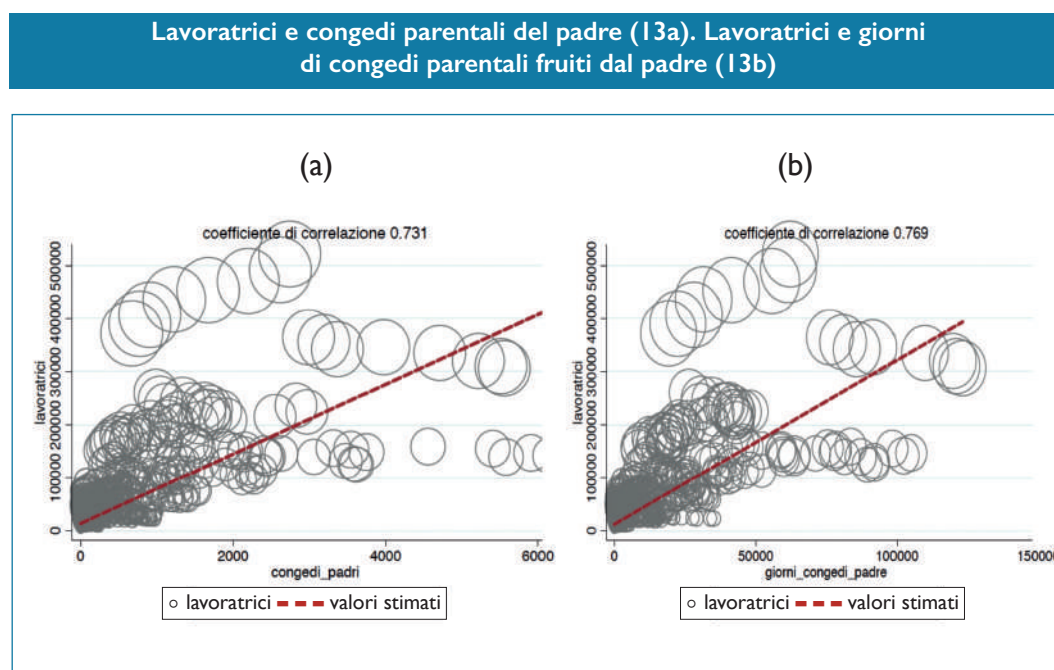 Lavoratrici e congedi parentali del padre (13a). Lavoratrici e giorni
di congedi parentali fruiti dal padre (13b)
(a)
coefficiente di correlazione 0.731
lavoratrici
0 100000 200000 300000 400000 500000
0 2000 4000 6000
congedi_padri
lavoratrici valori stimati
(b)
coefficiente di correlazione 0.769
lavoratrici
0 100000 200000 300000 400000 500000
0 50000 100000 150000
giorni_congedi_padre
lavoratrici valori stimati